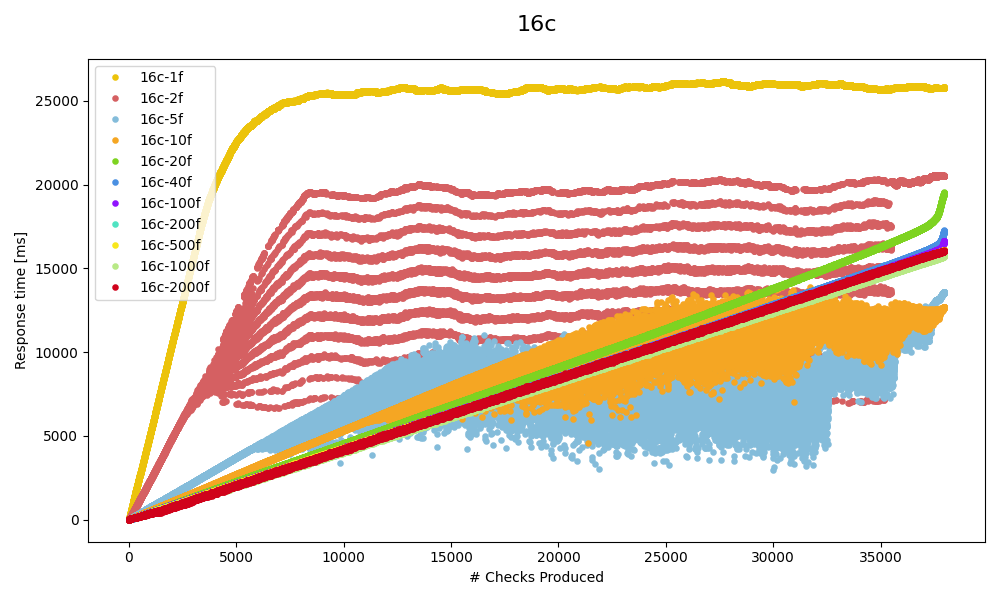 16c
16c-1f
16c-2f
16c-5f
16c-10f
16c-20f
16c-40f
16c-100f
16c-200f
16c-500f
16c-1000f
16c-2000f
Response time [ms]
25000
20000
15000
10000
5000
0
0 5000 10000 15000 20000 25000 30000 35000
# Checks Produced